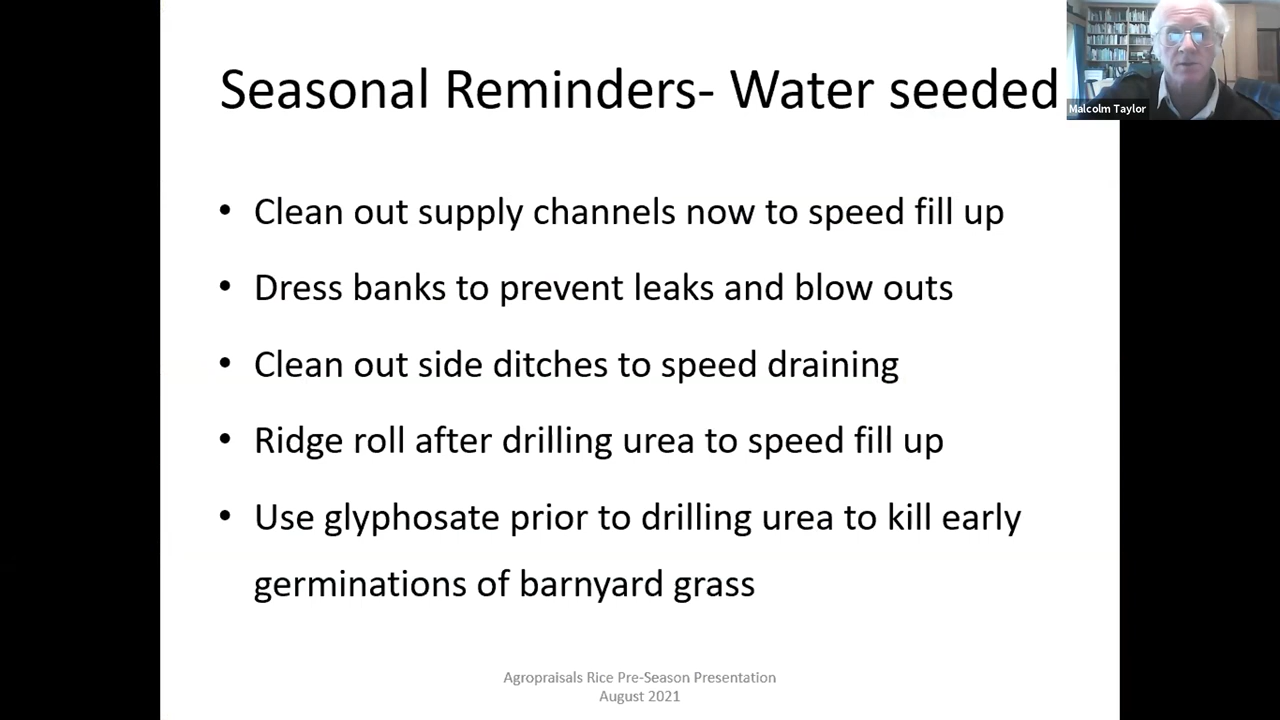 Seasonal Reminders- Water seeded
Malcolm Taylor
• Clean out supply channels now to speed fill up
• Dress banks to prevent leaks and blow outs
• Clean out side ditches to speed draining
• Ridge roll after drilling urea to speed fill up
• Use glyphosate prior to drilling urea to kill early
germinations of barnyard grass
Agropraisals Rice Pre-Season Presentation
August 2021